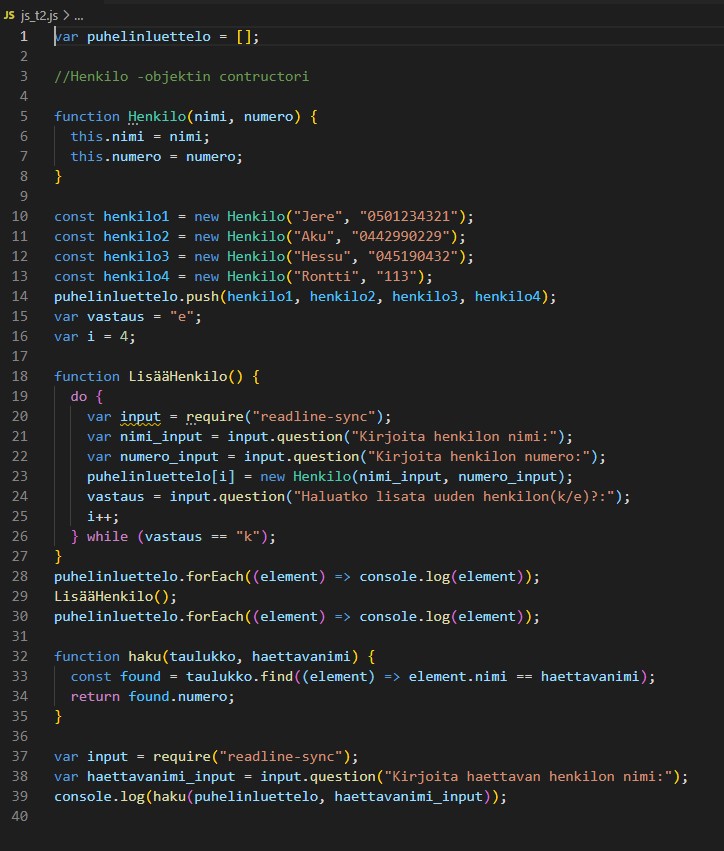 JS js_t2.js > ...
1 var puhelinluettelo = [];
2
3 //Henkilo -objektin contructori
4
5 function Henkilo(nimi, numero) {
6   this.nimi = nimi;
7   this.numero = numero;
8 }
9
10 const henkilo1 = new Henkilo("Jere", "0501234321");
11 const henkilo2 = new Henkilo("Aku", "0442990229");
12 const henkilo3 = new Henkilo("Hessu", "045190432");
13 const henkilo4 = new Henkilo("Rontti", "113");
14 puhelinluettelo.push(henkilo1, henkilo2, henkilo3, henkilo4);
15 var vastaus = "e";
16 var i = 4;
17
18 function LisääHenkilo() {
19   do {
20     var input = require("readline-sync");
21     var nimi_input = input.question("Kirjoita henkilon nimi:");
22     var numero_input = input.question("Kirjoita henkilon numero:");
23     puhelinluettelo[i] = new Henkilo(nimi_input, numero_input);
24     vastaus = input.question("Haluatko lisata uuden henkilon(k/e)?:");
25     i++;
26   } while (vastaus == "k");
27 }
28 puhelinluettelo.forEach((element) => console.log(element));
29 LisääHenkilo();
30 puhelinluettelo.forEach((element) => console.log(element));
31
32 function haku(taulukko, haettavanimi) {
33   const found = taulukko.find((element) => element.nimi == haettavanimi);
34   return found.numero;
35 }
36
37 var input = require("readline-sync");
38 var haettavanimi_input = input.question("Kirjoita haettavan henkilon nimi:");
39 console.log(haku(puhelinluettelo, haettavanimi_input));
40